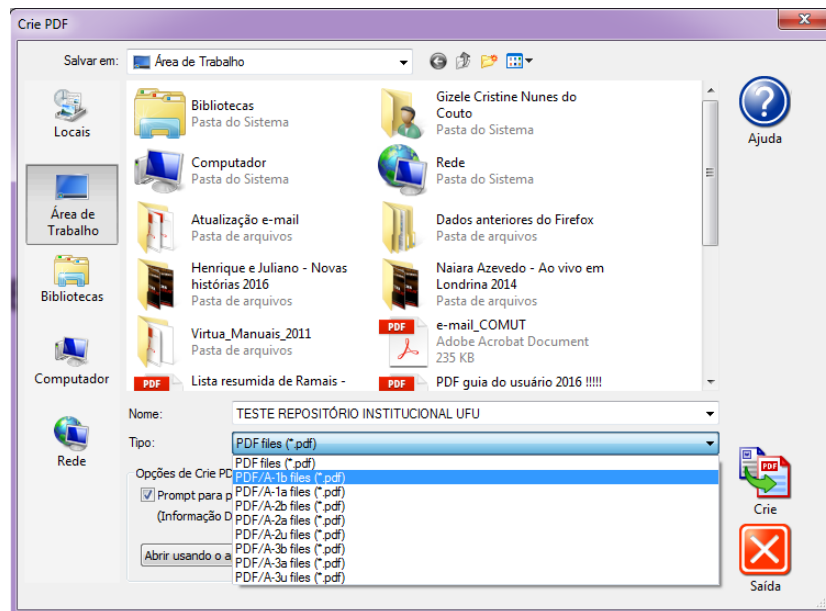 Crie PDF
Salvar em:
Área de Trabalho
Locais
Área de
Trabalho
Bibliotecas
Computador
Rede
Bibliotecas
Pasta do Sistema
Gizele Cristine Nunes do
Couto
Pasta do Sistema
Computador
Pasta do Sistema
Rede
Pasta do Sistema
Atualização e-mail
Pasta de arquivos
Dados anteriores do Firefox
Pasta de arquivos
Henrique e Juliano - Novas
histórias 2016
Pasta de arquivos
Naiara Azevedo - Ao vivo em
Londrina 2014
Pasta de arquivos
Virtua_Manuais_2011
Pasta de arquivos
PDF
e-mail_COMUT
Adobe Acrobat Document
235 KB
PDF
Lista resumida de Ramais -
PDF
PDF guia do usuário 2016 !!!!!
Ajuda
Nome:
TESTE REPOSITÓRIO INSTITUCIONAL UFU
Tipo:
PDF files (*.pdf)
PDF files (*.pdf)
PDF/A-1b files (*.pdf)
PDF/A-1a files (*.pdf)
PDF/A-2b files (*.pdf)
PDF/A-2a files (*.pdf)
PDF/A-2u files (*.pdf)
PDF/A-3b files (*.pdf)
PDF/A-3a files (*.pdf)
PDF/A-3u files (*.pdf)
Opções de Crie PD
Prompt para p
(Informação D
Abrir usando o a
PDF
Crie
Saída